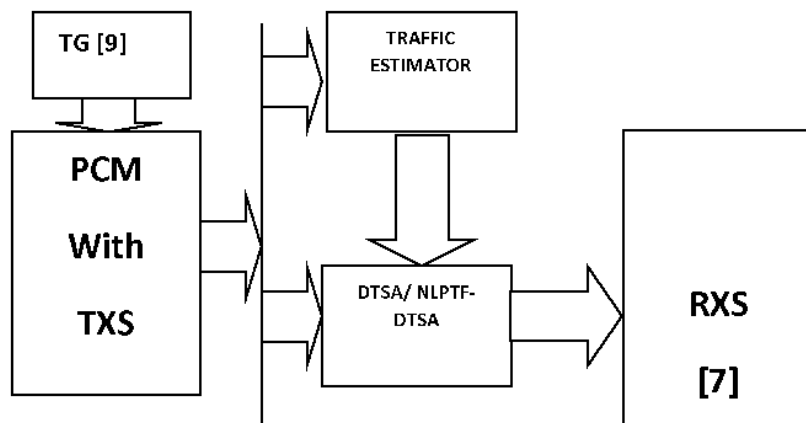 TG [9]
PCM
With
TXS
TRAFFIC
ESTIMATOR
DTSA/ NLPTF-
DTSA
RXS
[7]